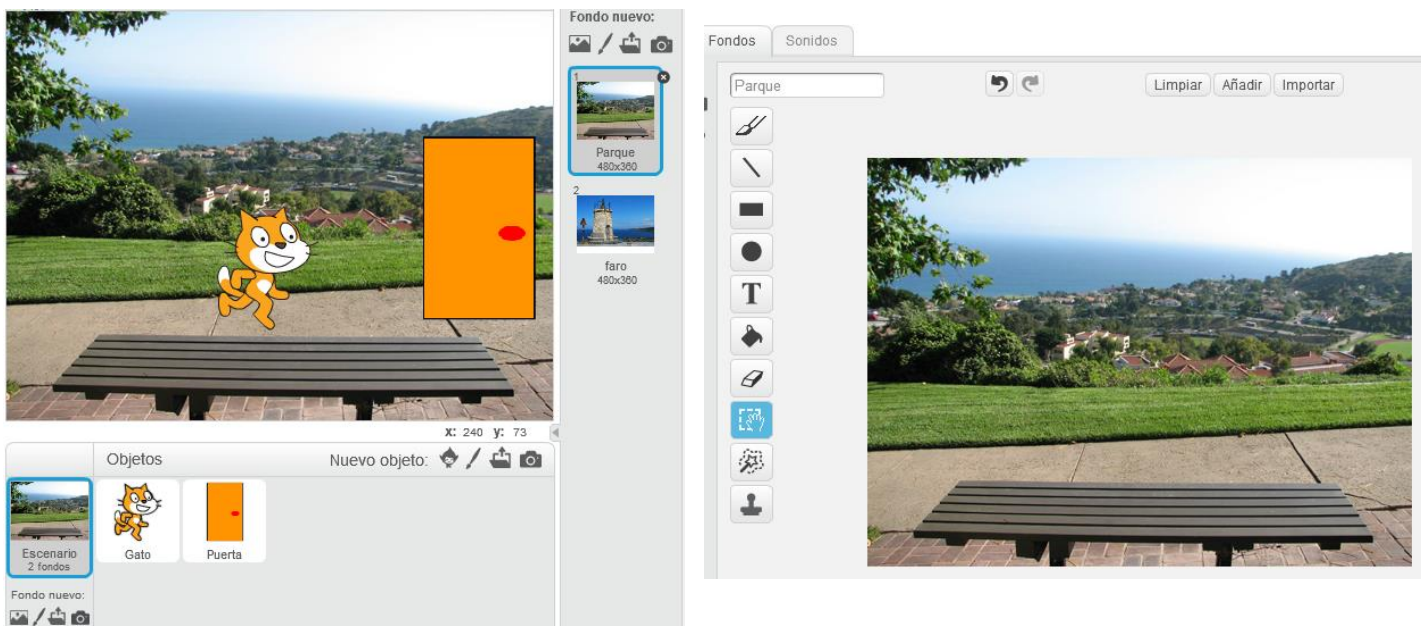 Fondo nuevo:
1
Parque
480x360
2
faro
480x360
x: 240 y: 73
Objetos
Nuevo objeto:
Escenario
2 fondos
Gato
Puerta
Fondo nuevo:
Fondos
Sonidos
Parque
Limpiar
Añadir
Importar
T